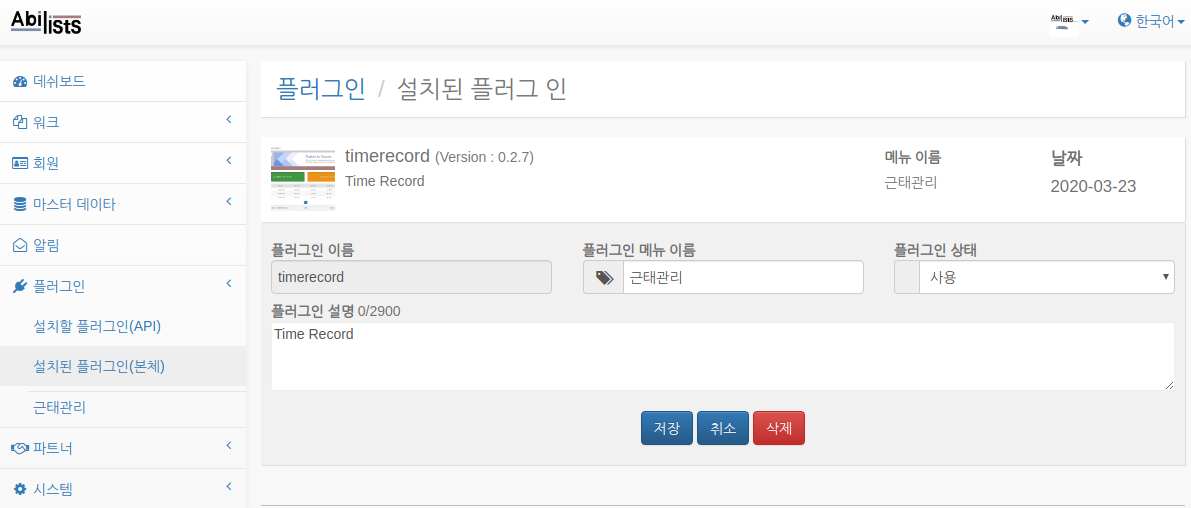 Abilists
Abilists
한국어
데쉬보드
워크
회원
마스터 데이타
알림
플러그인
설치할 플러그인(API)
설치된 플러그인(본체)
근태관리
파트너
시스템
플러그인 / 설치된 플러그 인
timerecord (Version : 0.2.7)
Time Record
메뉴 이름
근태관리
날짜
2020-03-23
플러그인 이름
timerecord
플러그인 메뉴 이름
근태관리
플러그인 상태
사용
플러그인 설명 0/2900
Time Record
저장
취소
삭제